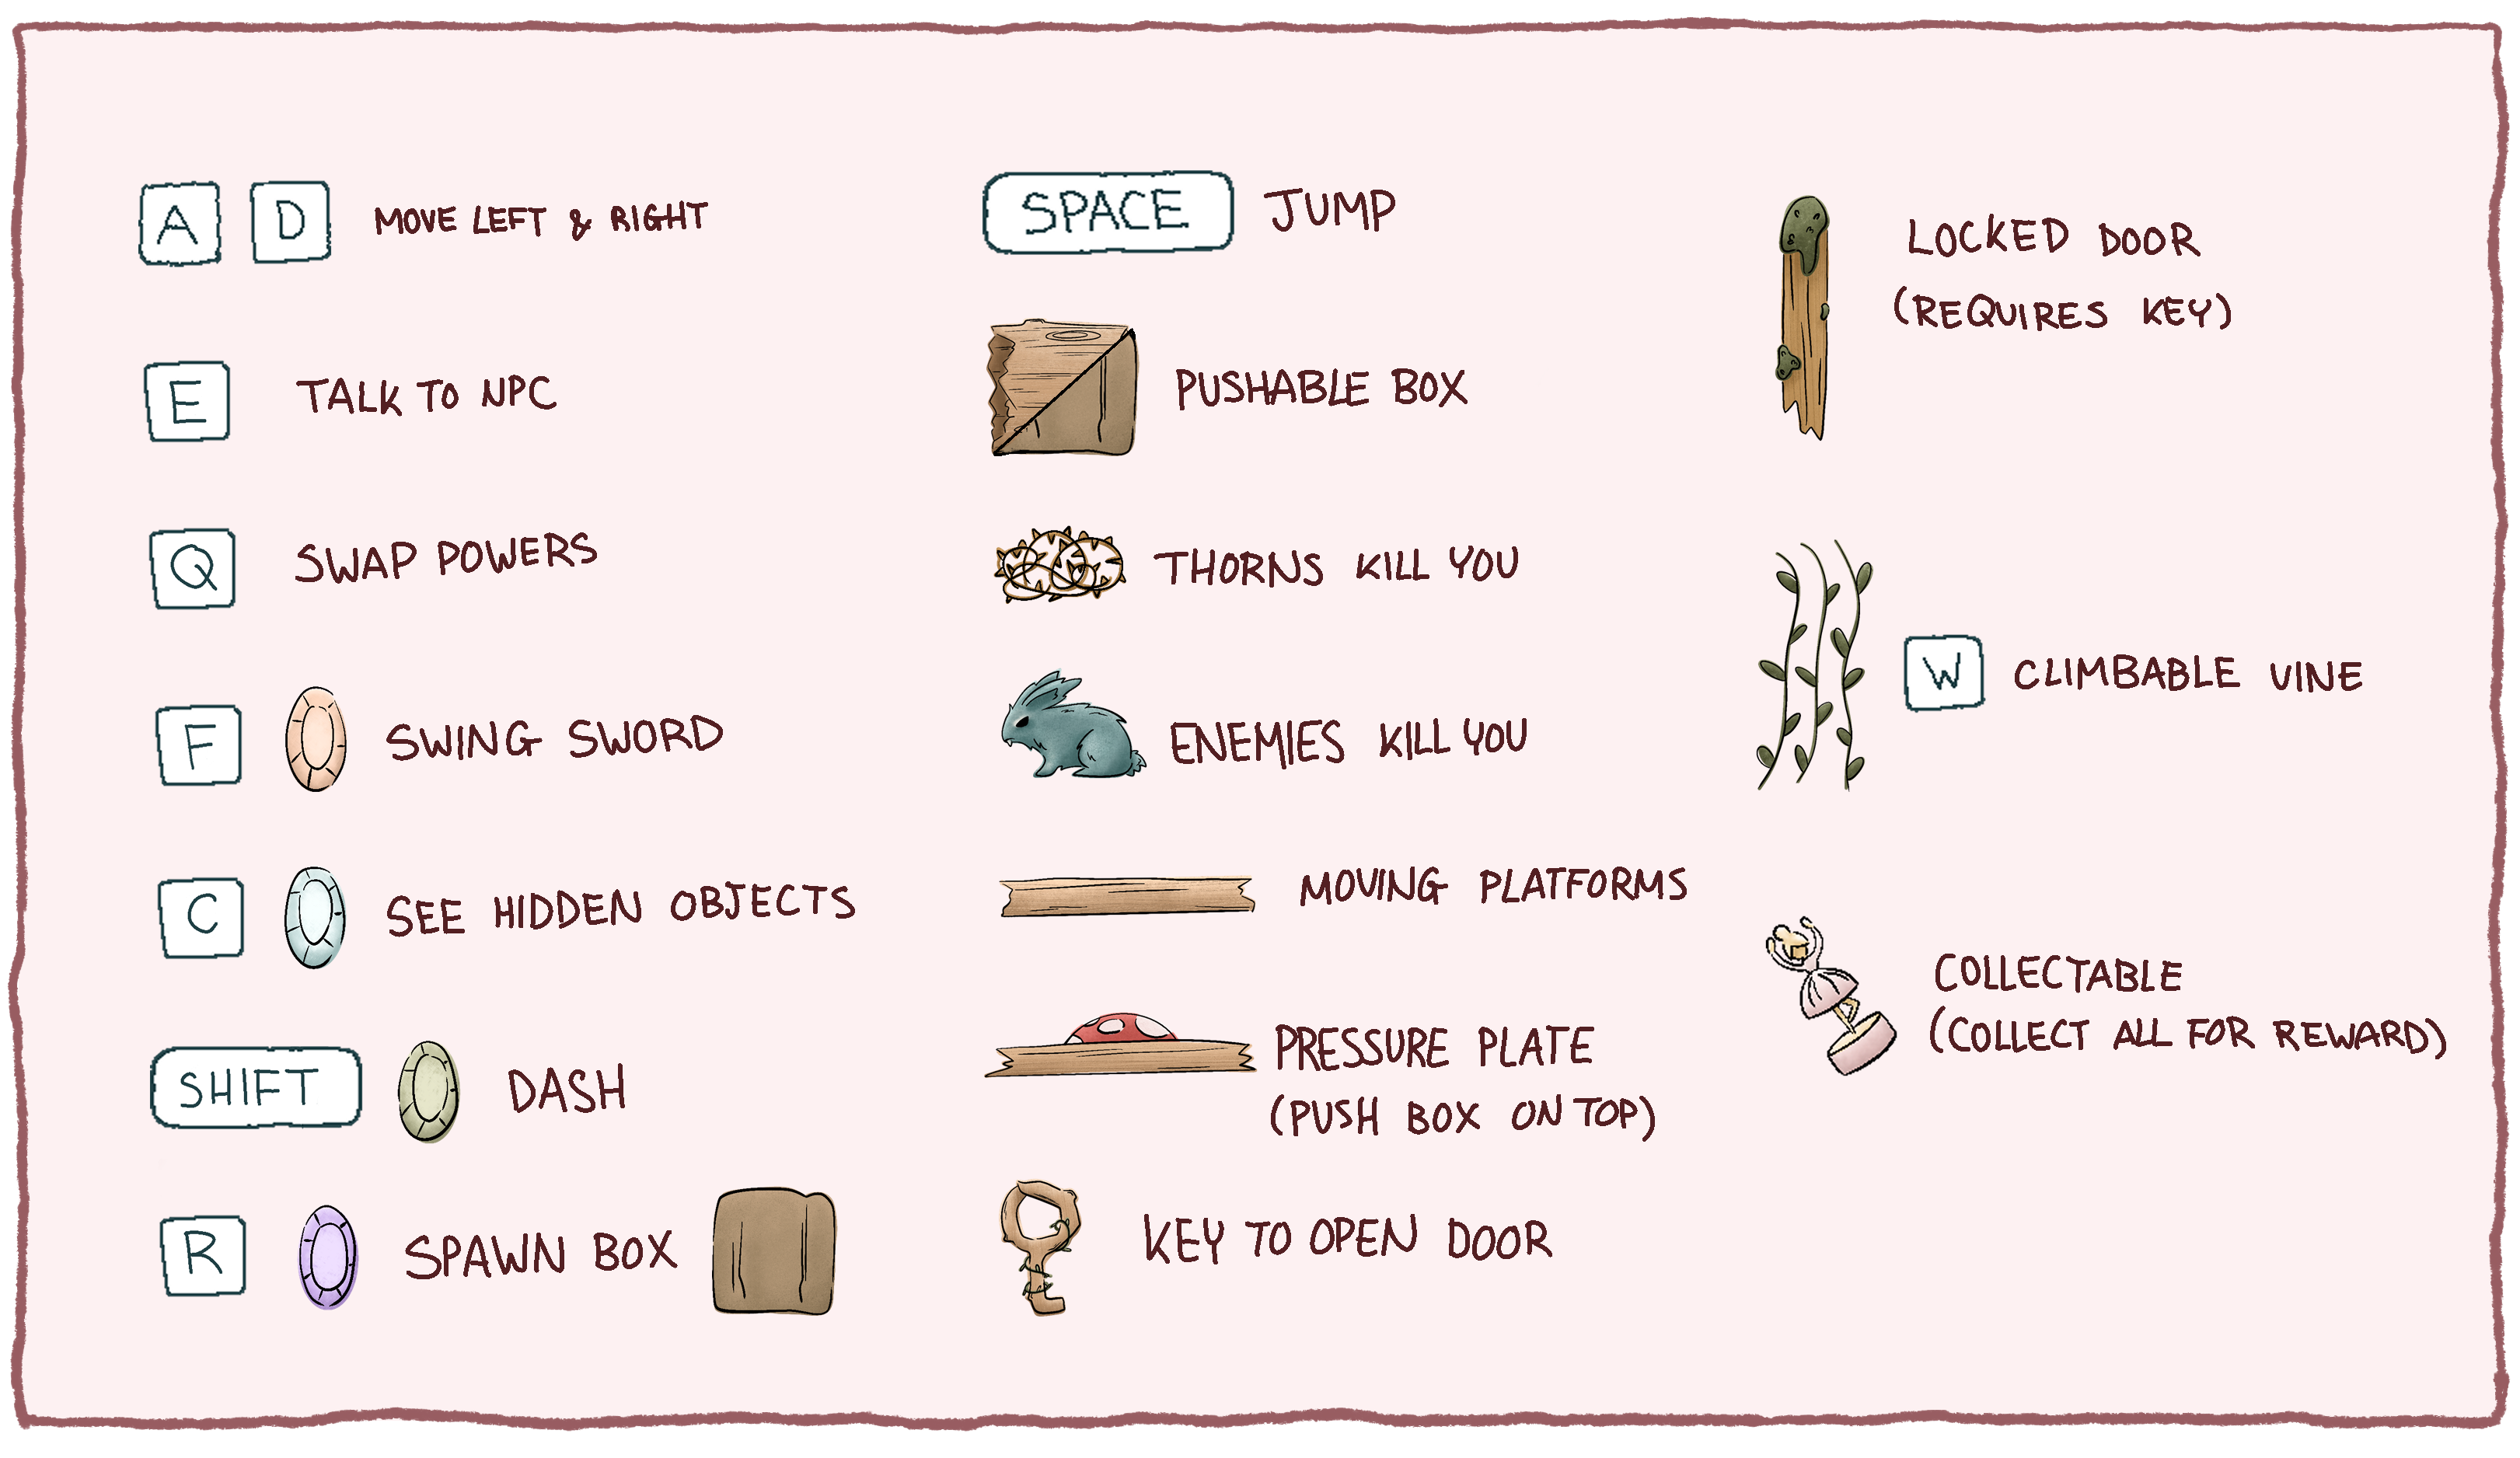 A D MOVE LEFT & RIGHT
E TALK TO NPC
Q SWAP POWERS
F SWING SWORD
C SEE HIDDEN OBJECTS
SHIFT DASH
R SPAWN BOX
SPACE JUMP
PUSHABLE BOX
THORNS KILL YOU
ENEMIES KILL YOU
MOVING PLATFORMS
PRESSURE PLATE
(PUSH BOX ON TOP)
KEY TO OPEN DOOR
LOCKED DOOR
(REQUIRES KEY)
W CLIMBABLE VINE
COLLECTABLE
(COLLECT ALL FOR REWARD)